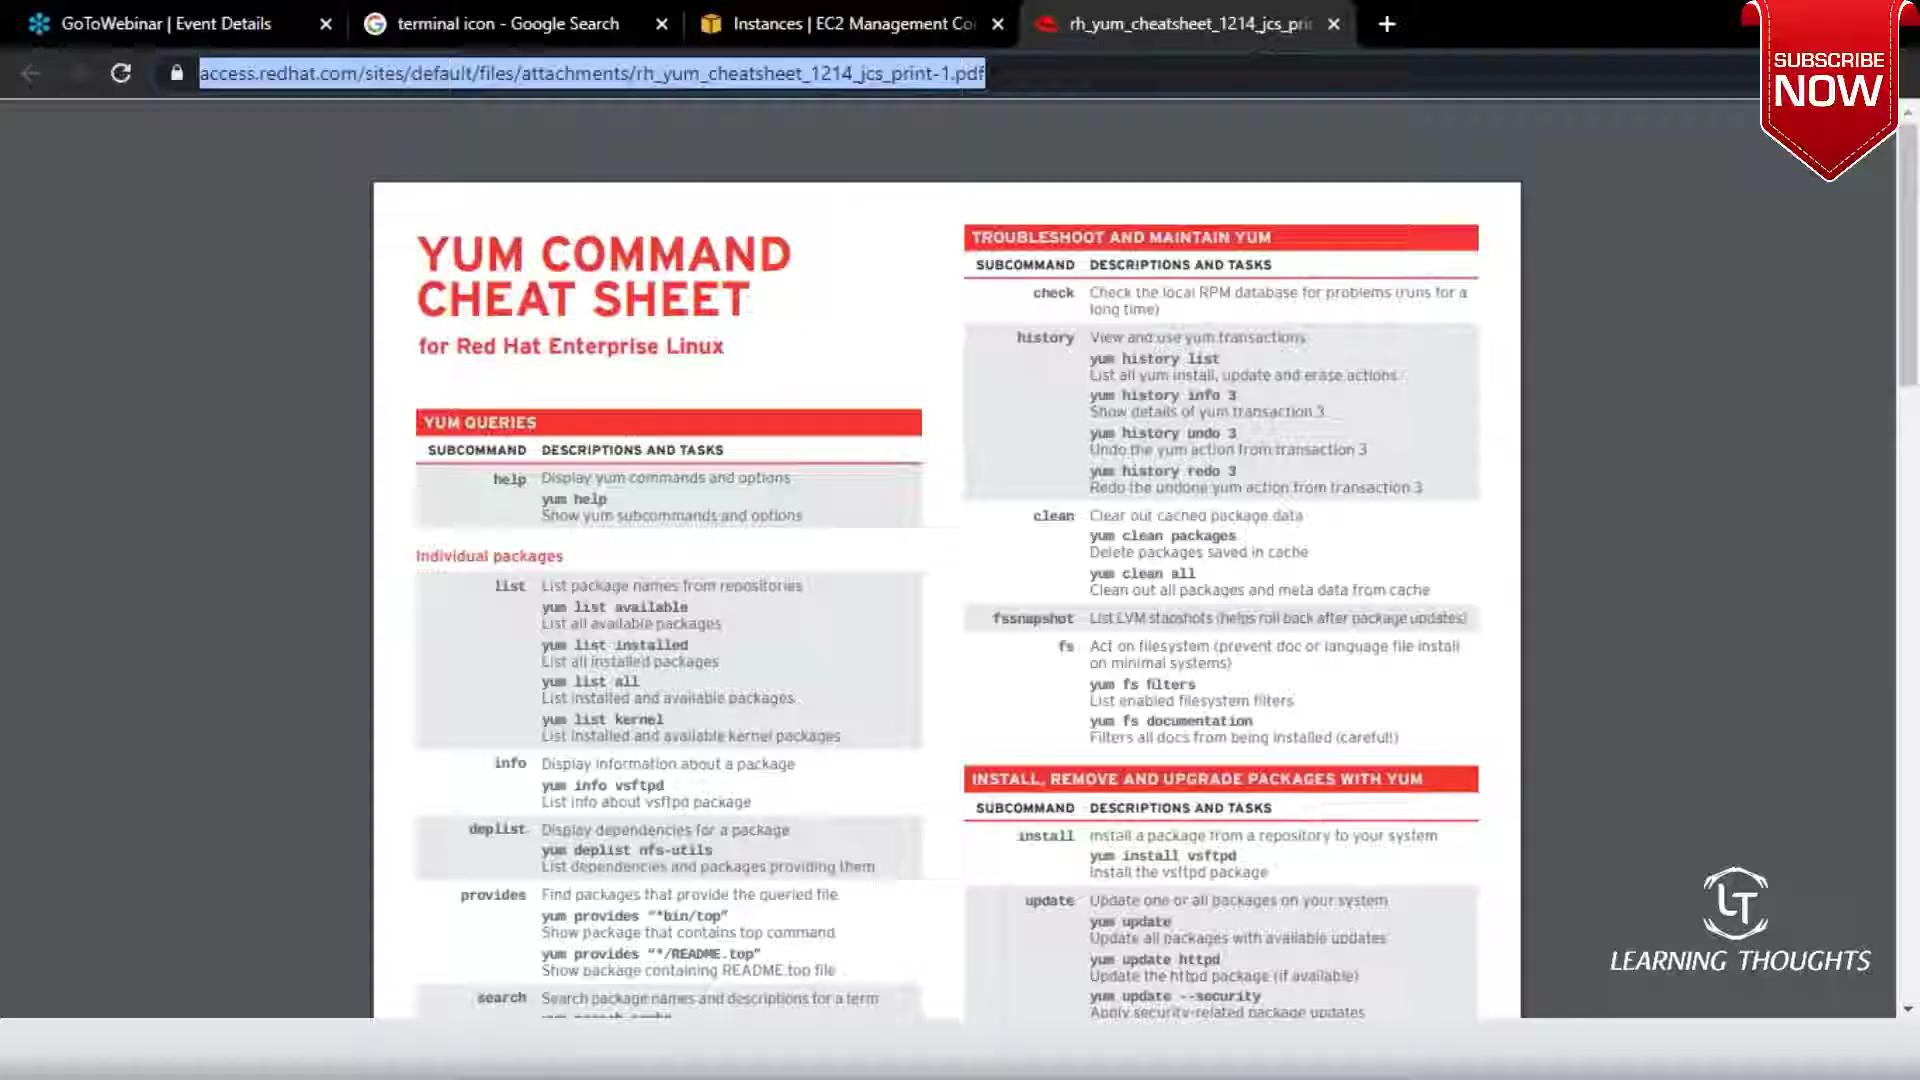 GoToWebinar | Event Details
terminal icon - Google Search
Instances | EC2 Management Co
rh_yum_cheatsheet_1214_jcs_pri
access.redhat.com/sites/default/files/attachments/rh_yum_cheatsheet_1214_jcs_print-1.pdf
SUBSCRIBE
NOW
YUM COMMAND
CHEAT SHEET
for Red Hat Enterprise Linux
YUM QUERIES
SUBCOMMAND DESCRIPTIONS AND TASKS
help Display yum commands and options
yum help
Show yum subcommands and options
Individual packages
list List package names from repositories
yum list available
List all available packages
yum list installed
List all installed packages
yum list all
List installed and available packages
yum list kernel
List installed and available kernel packages
info Display information about a package
yum info vsftpd
List info about vsftpd package
deplist Display dependencies for a package
yum deplist nfs-utils
List dependencies and packages providing them
provides Find packages that provide the queried file
yum provides "*bin/top"
Show package that contains top command
yum provides "*/README.top"
Show package containing README.top file
search Search package names and descriptions for a term
TROUBLESHOOT AND MAINTAIN YUM
SUBCOMMAND DESCRIPTIONS AND TASKS
check Check the local RPM database for problems (runs for a
long time)
history View and use yum transactions
yum history list
List all yum install, update and erase actions
yum history info 3
Show details of yum transaction 3
yum history undo 3
Undo the yum action from transaction 3
yum history redo 3
Redo the undone yum action from transaction 3
clean Clear out cached package data
yum clean packages
Delete packages saved in cache
yum clean all
Clean out all packages and meta data from cache
fssnapshot List LVM snapshots (helps roll back after package updates)
fs Act on filesystem (prevent doc or language file install
on minimal systems)
yum fs filters
List enabled filesystem filters
yum fs documentation
Filters all docs from being installed (careful!)
INSTALL, REMOVE AND UPGRADE PACKAGES WITH YUM
SUBCOMMAND DESCRIPTIONS AND TASKS
install nstall a package from a repository to your system
yum install vsftpd
Install the vsftpd package
update Update one or all packages on your system
yum update
Update all packages with available updates
yum update httpd
Update the httpd package (if available)
yum update --security
Apply security-related package updates
LT
LEARNING THOUGHTS